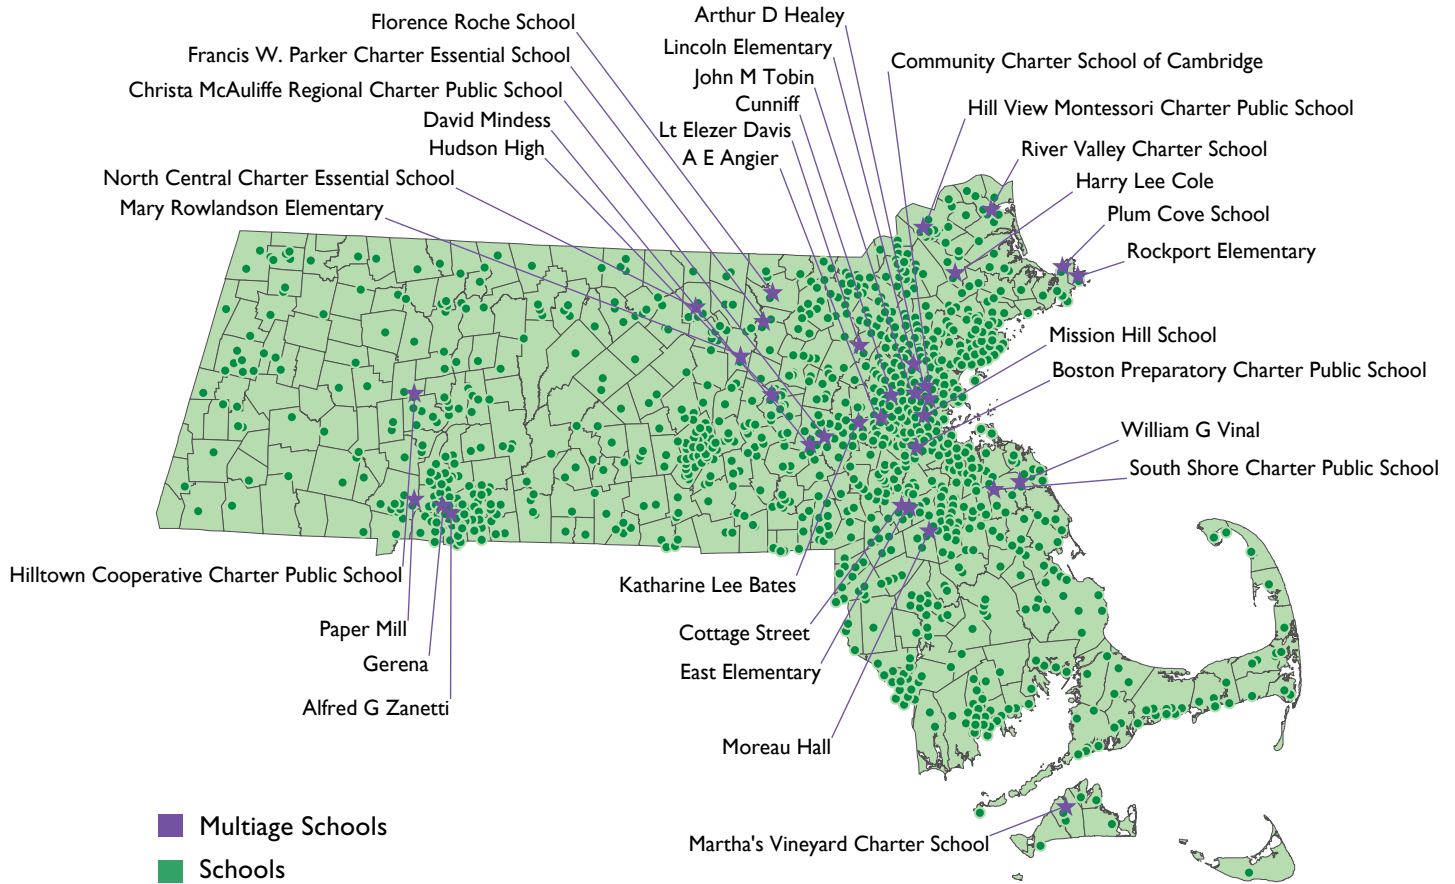 Florence Roche School
Francis W. Parker Charter Essential School
Christa McAuliffe Regional Charter Public School
David Mindess
Hudson High
North Central Charter Essential School
Mary Rowlandson Elementary
Arthur D Healey
Lincoln Elementary
John M Tobin
Cunniff
Lt Elezer Davis
A E Angier
Community Charter School of Cambridge
Hill View Montessori Charter Public School
River Valley Charter School
Harry Lee Cole
Plum Cove School
Rockport Elementary
Mission Hill School
Boston Preparatory Charter Public School
William G Vinal
South Shore Charter Public School
Hilltown Cooperative Charter Public School
Paper Mill
Gerena
Alfred G Zanetti
Katharine Lee Bates
Cottage Street
East Elementary
Moreau Hall
Martha's Vineyard Charter School
Multiage Schools
Schools